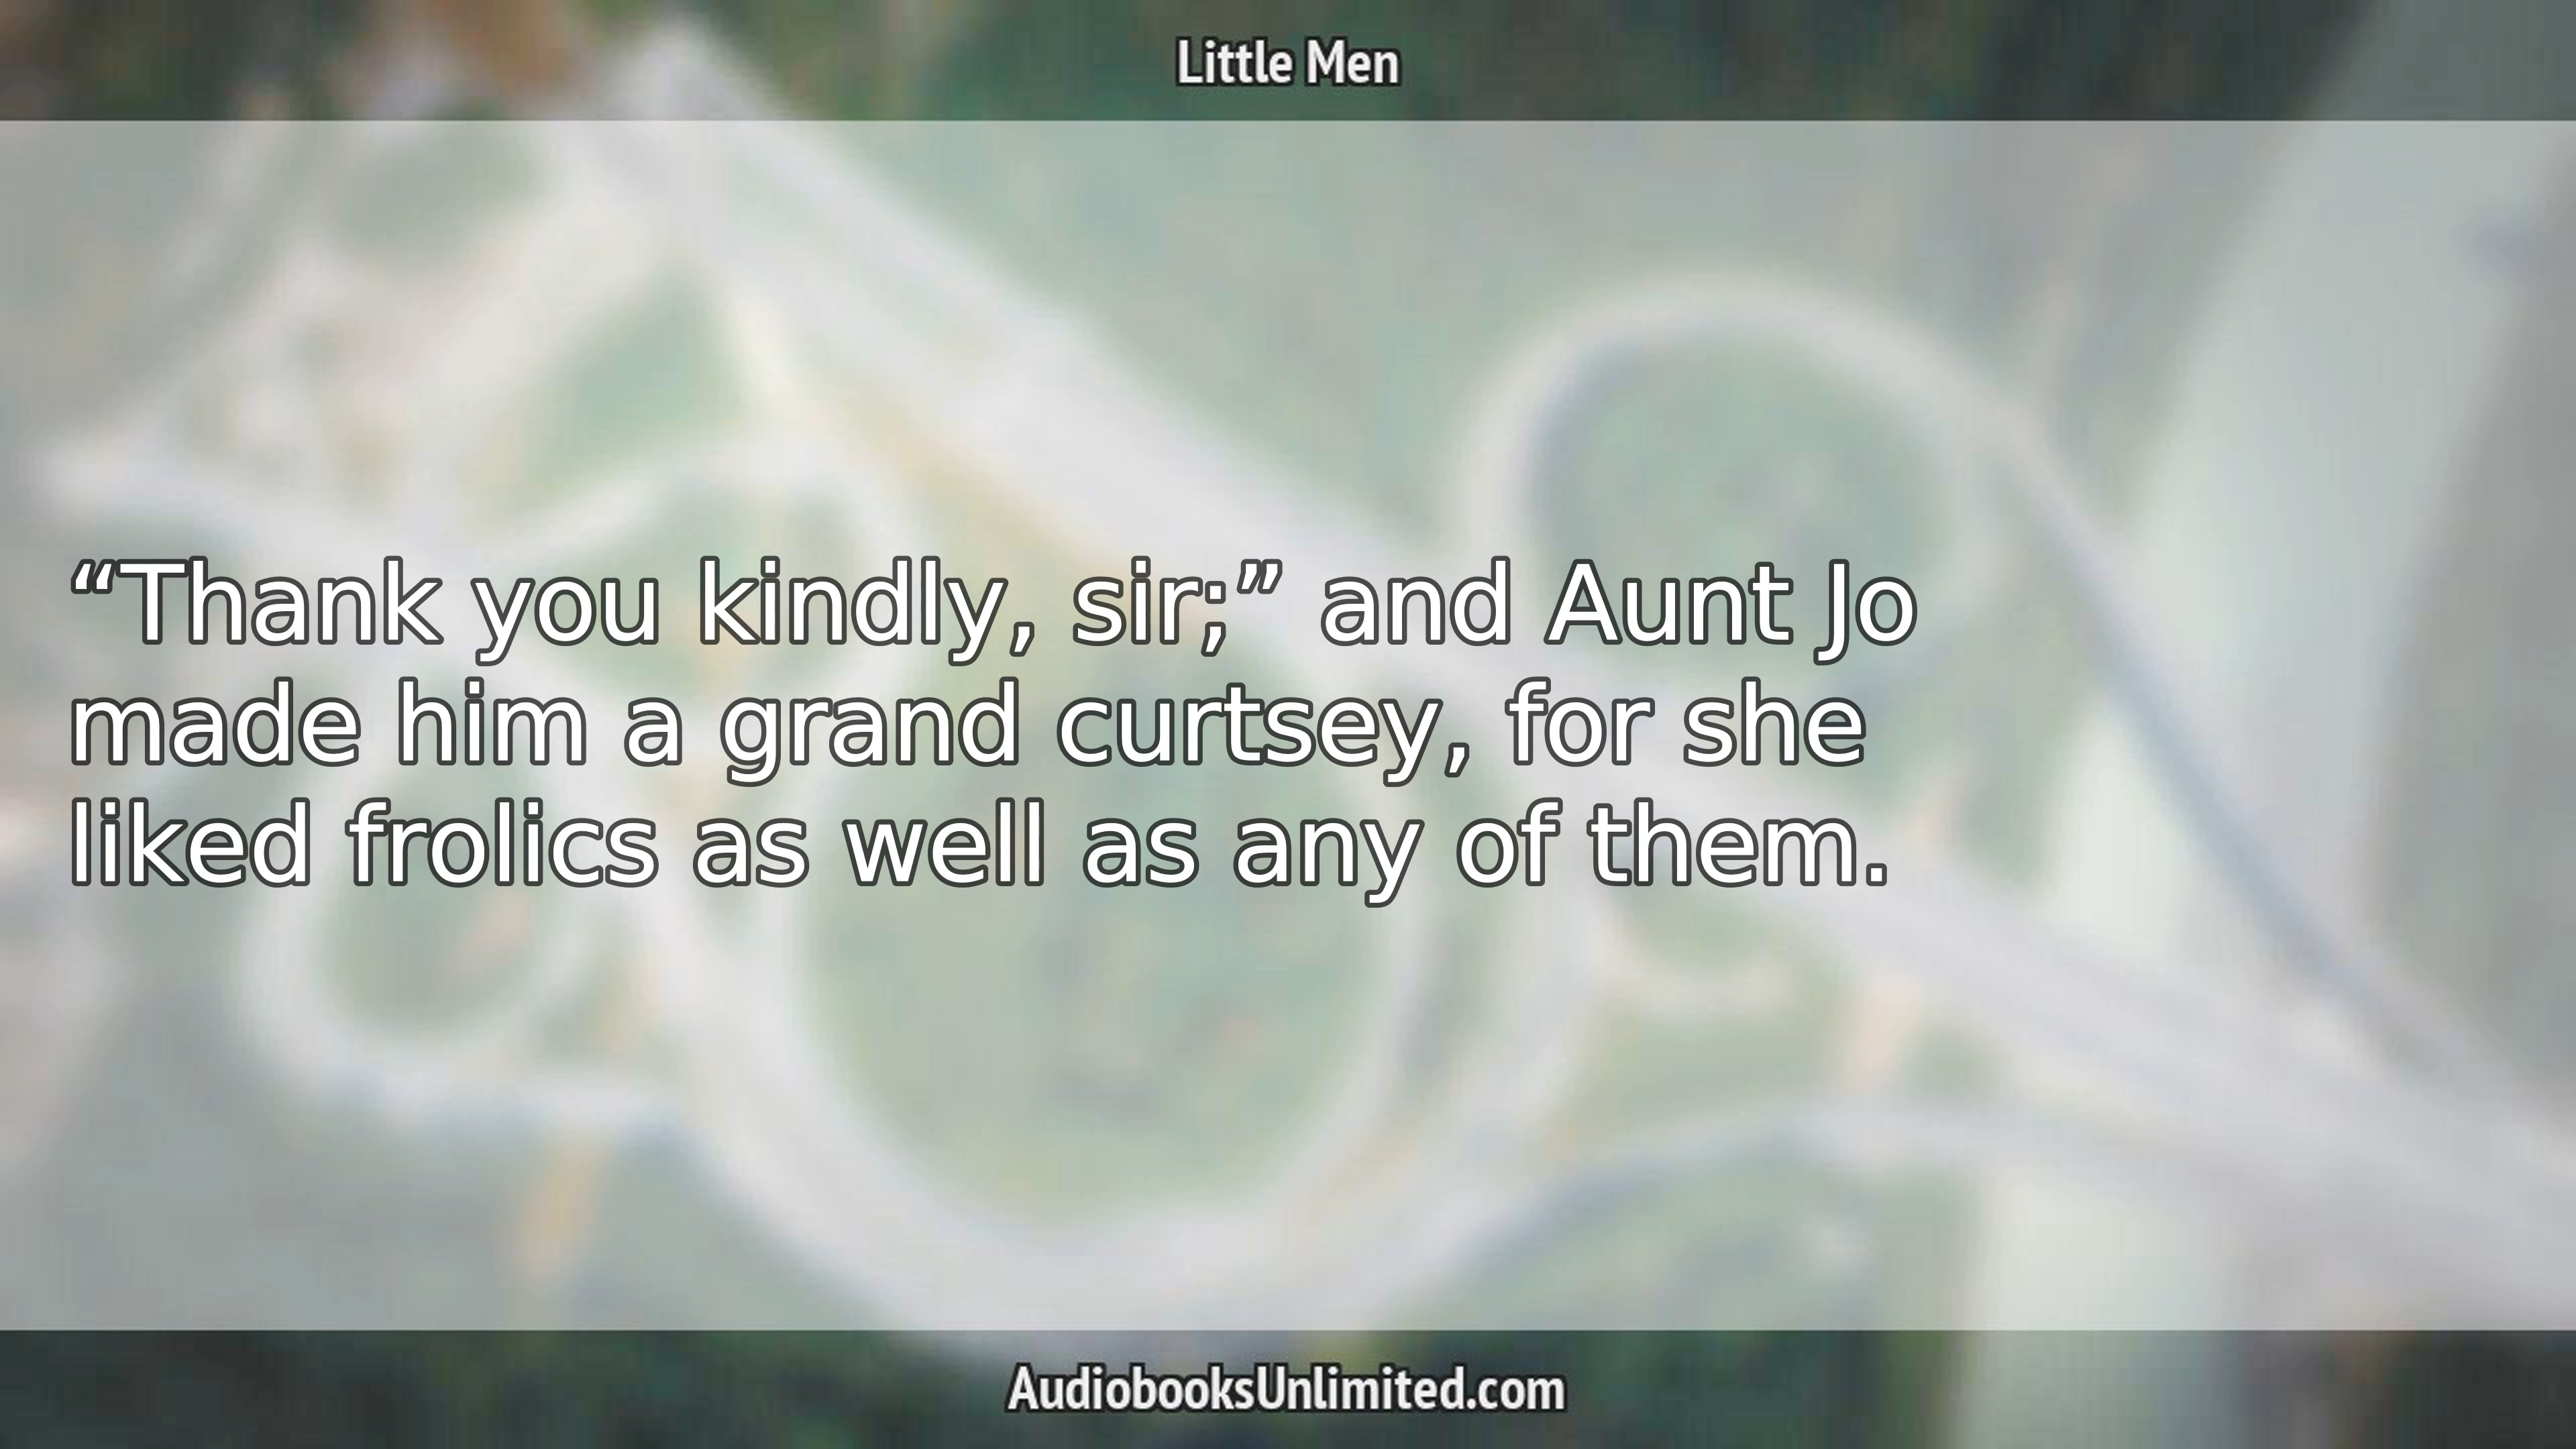 Little Men
“Thank you kindly, sir;” and Aunt Jo
made him a grand curtsey, for she
liked frolics as well as any of them.
AudiobooksUnlimited.com